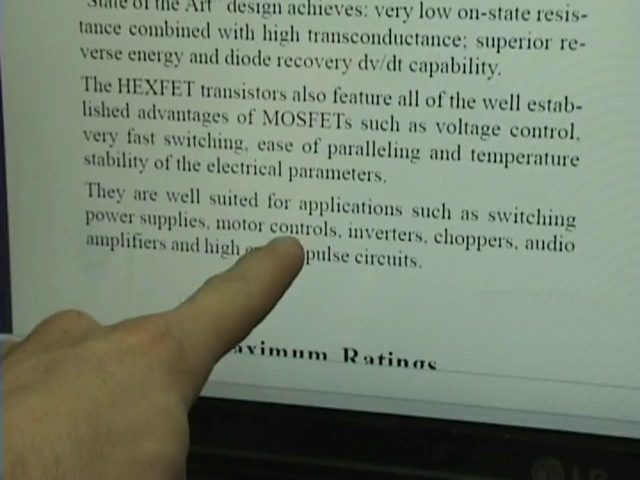 "State of the Art" design achieves: very low on-state resis-
tance combined with high transconductance; superior re-
verse energy and diode recovery dv/dt capability.
The HEXFET transistors also feature all of the well estab-
lished advantages of MOSFETs such as voltage control,
very fast switching, ease of paralleling and temperature
stability of the electrical parameters.
They are well suited for applications such as switching
power supplies, motor controls, inverters, choppers, audio
amplifiers and high pulse circuits.
Ratings
LG